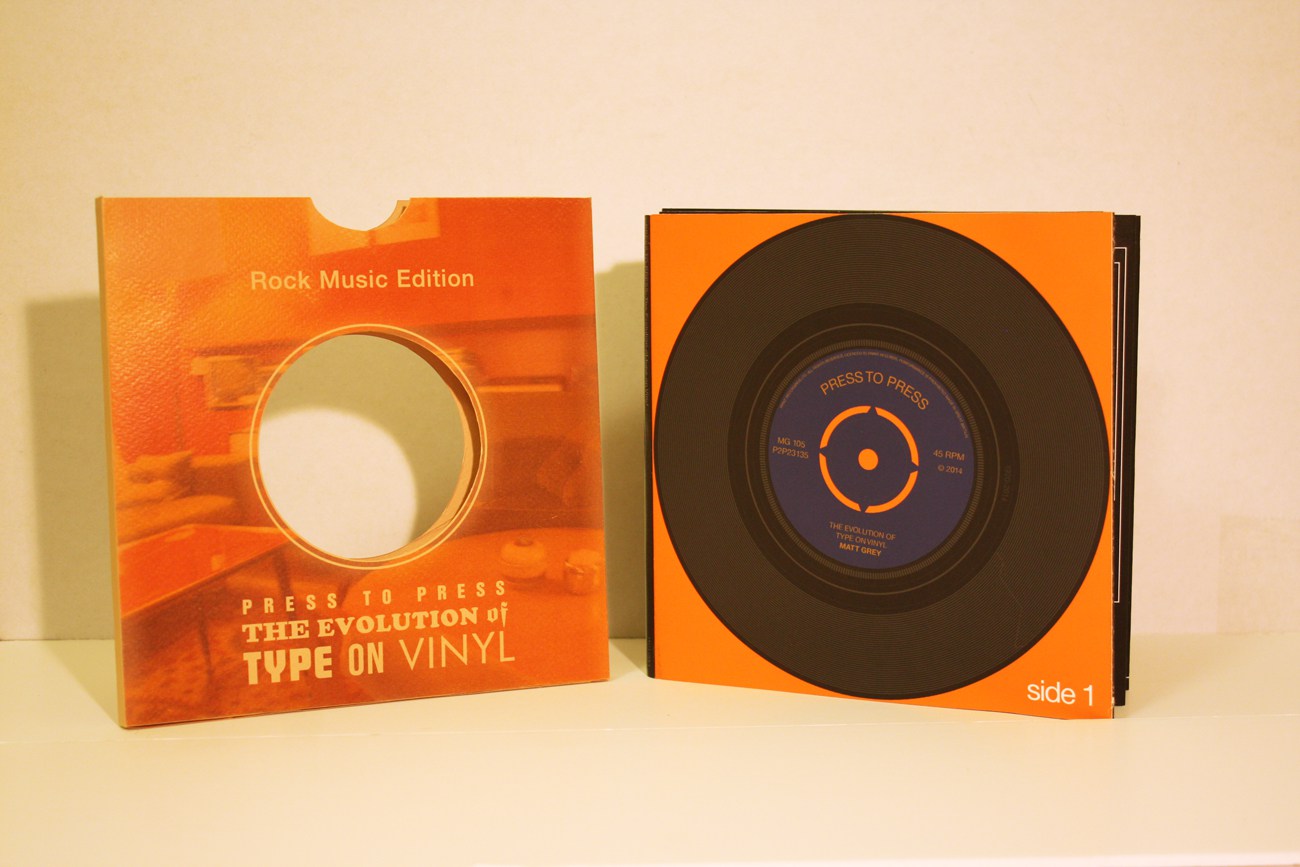 Rock Music Edition
PRESS TO PRESS
THE EVOLUTION of
TYPE ON VINYL
PRESS TO PRESS
MG 105
P2P23135
45 RPM
© 2014
THE EVOLUTION OF
TYPE ON VINYL
MATT GREY
side 1